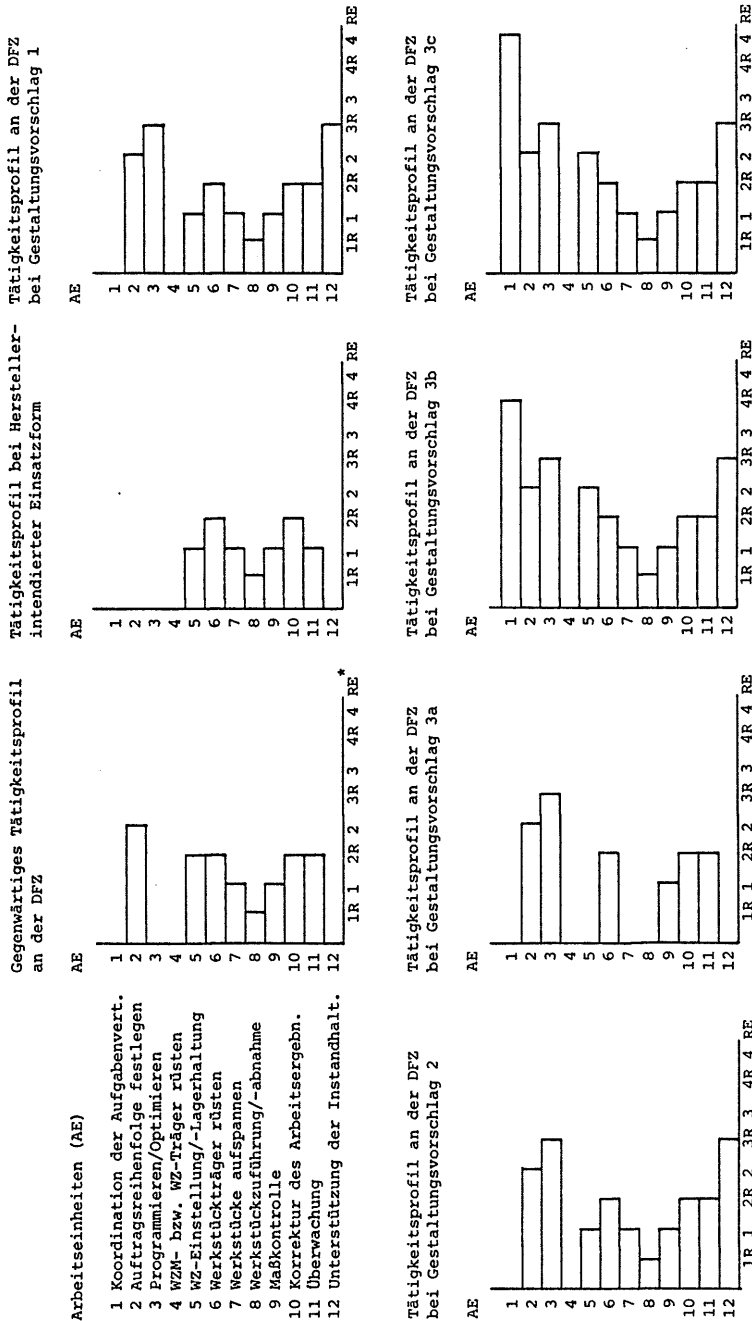 Arbeitseinheiten (AE)
1 Koordination der Aufgabenvert.
2 Auftragsreihenfolge festlegen
3 Programmieren/Optimieren
4 WZM- bzw. WZ-Träger rüsten
5 WZ-Einstellung/-Lagerhaltung
6 Werkstückträger rüsten
7 Werkstücke aufspannen
8 Werkstückzuführung/-abnahme
9 Maßkontrolle
10 Korrektur des Arbeitsergebn.
11 Überwachung
12 Unterstützung der Instandhalt.
Gegenwärtiges Tätigkeitsprofil
an der DFZ
AE
1
2
3
4
5
6
7
8
9
10
11
12
1R 1 2R 2 3R 3 4R 4 RE*
Tätigkeitsprofil bei Hersteller-
intendierter Einsatzform
AE
1
2
3
4
5
6
7
8
9
10
11
12
1R 1 2R 2 3R 3 4R 4 RE
Tätigkeitsprofil an der DFZ
bei Gestaltungsvorschlag 1
AE
1
2
3
4
5
6
7
8
9
10
11
12
1R 1 2R 2 3R 3 4R 4 RE
Tätigkeitsprofil an der DFZ
bei Gestaltungsvorschlag 2
AE
1
2
3
4
5
6
7
8
9
10
11
12
1R 1 2R 2 3R 3 4R 4 RE
Tätigkeitsprofil an der DFZ
bei Gestaltungsvorschlag 3a
AE
1
2
3
4
5
6
7
8
9
10
11
12
1R 1 2R 2 3R 3 4R 4 RE
Tätigkeitsprofil an der DFZ
bei Gestaltungsvorschlag 3b
AE
1
2
3
4
5
6
7
8
9
10
11
12
1R 1 2R 2 3R 3 4R 4 RE
Tätigkeitsprofil an der DFZ
bei Gestaltungsvorschlag 3c
AE
1
2
3
4
5
6
7
8
9
10
11
12
1R 1 2R 2 3R 3 4R 4 RE